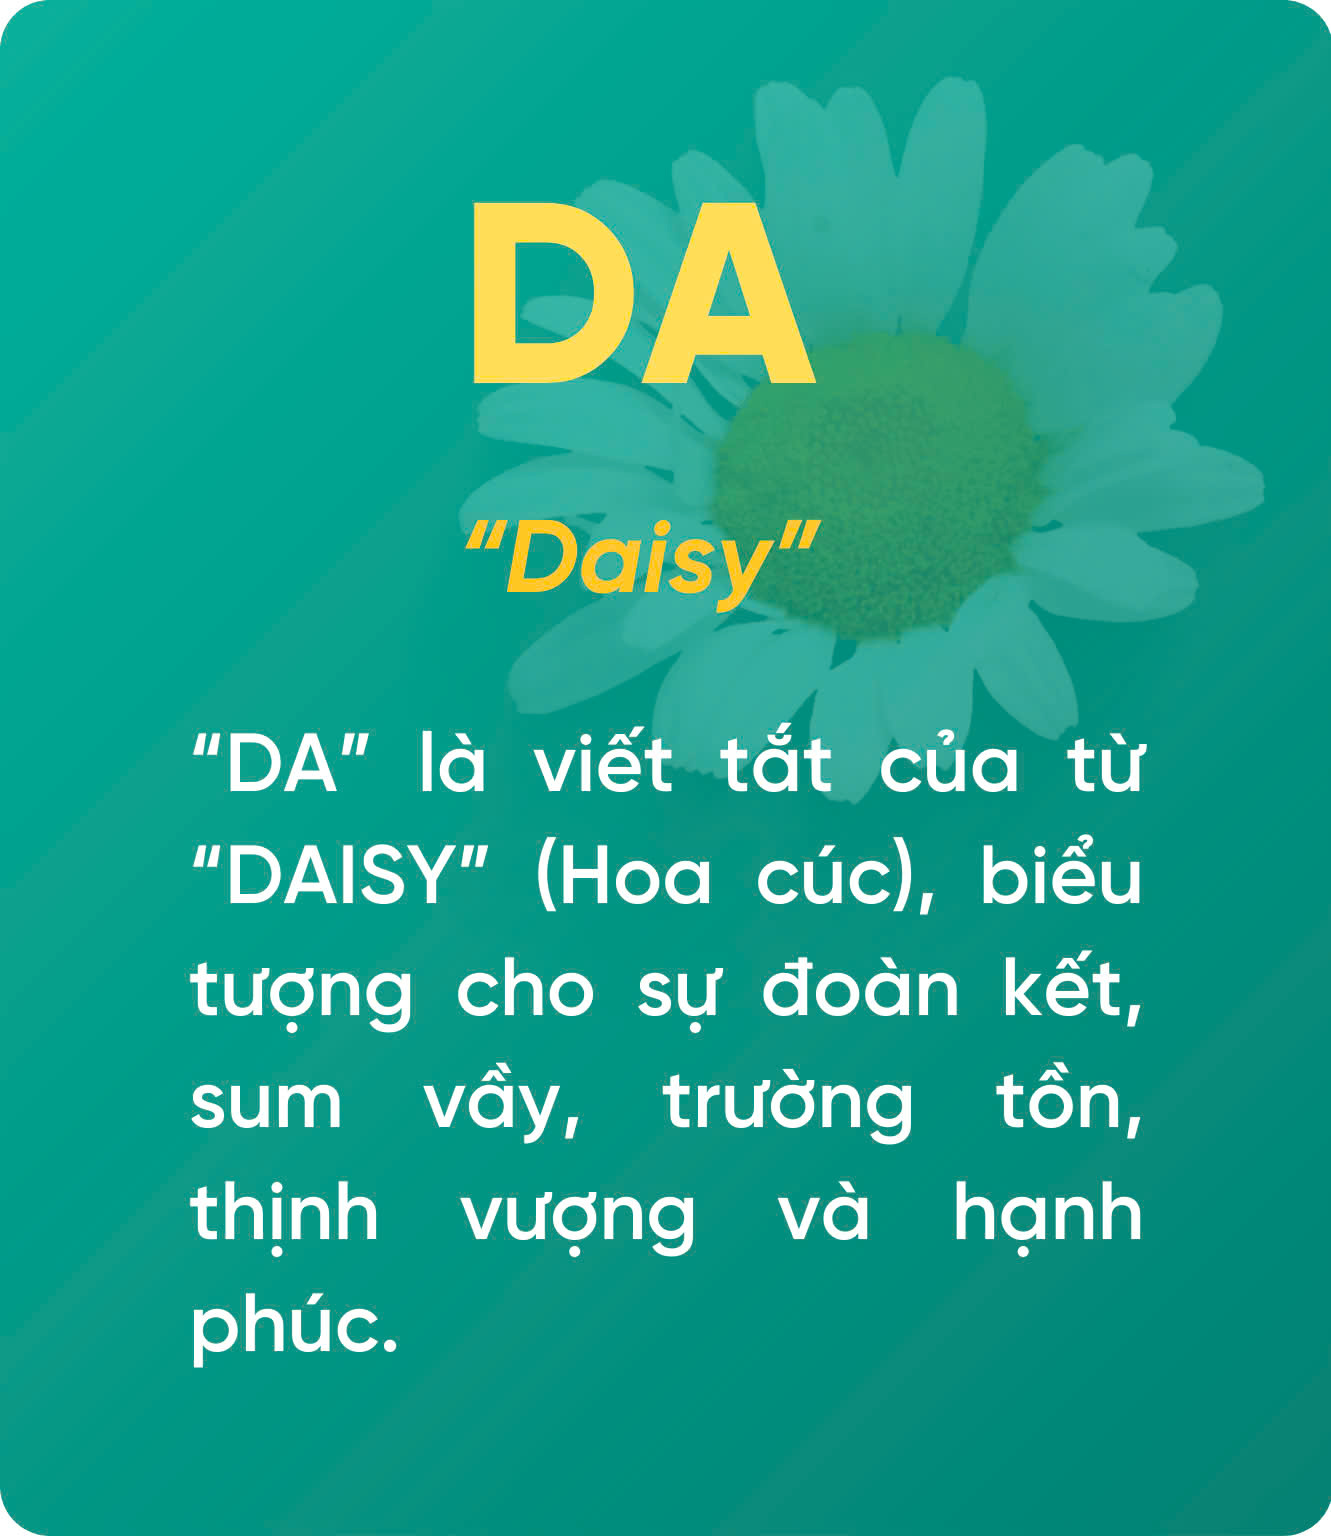 DA
“Daisy”
“DA” là viết tắt của từ
“DAISY” (Hoa cúc), biểu
tượng cho sự đoàn kết,
sum vầy, trường tồn,
thịnh vượng và hạnh
phúc.